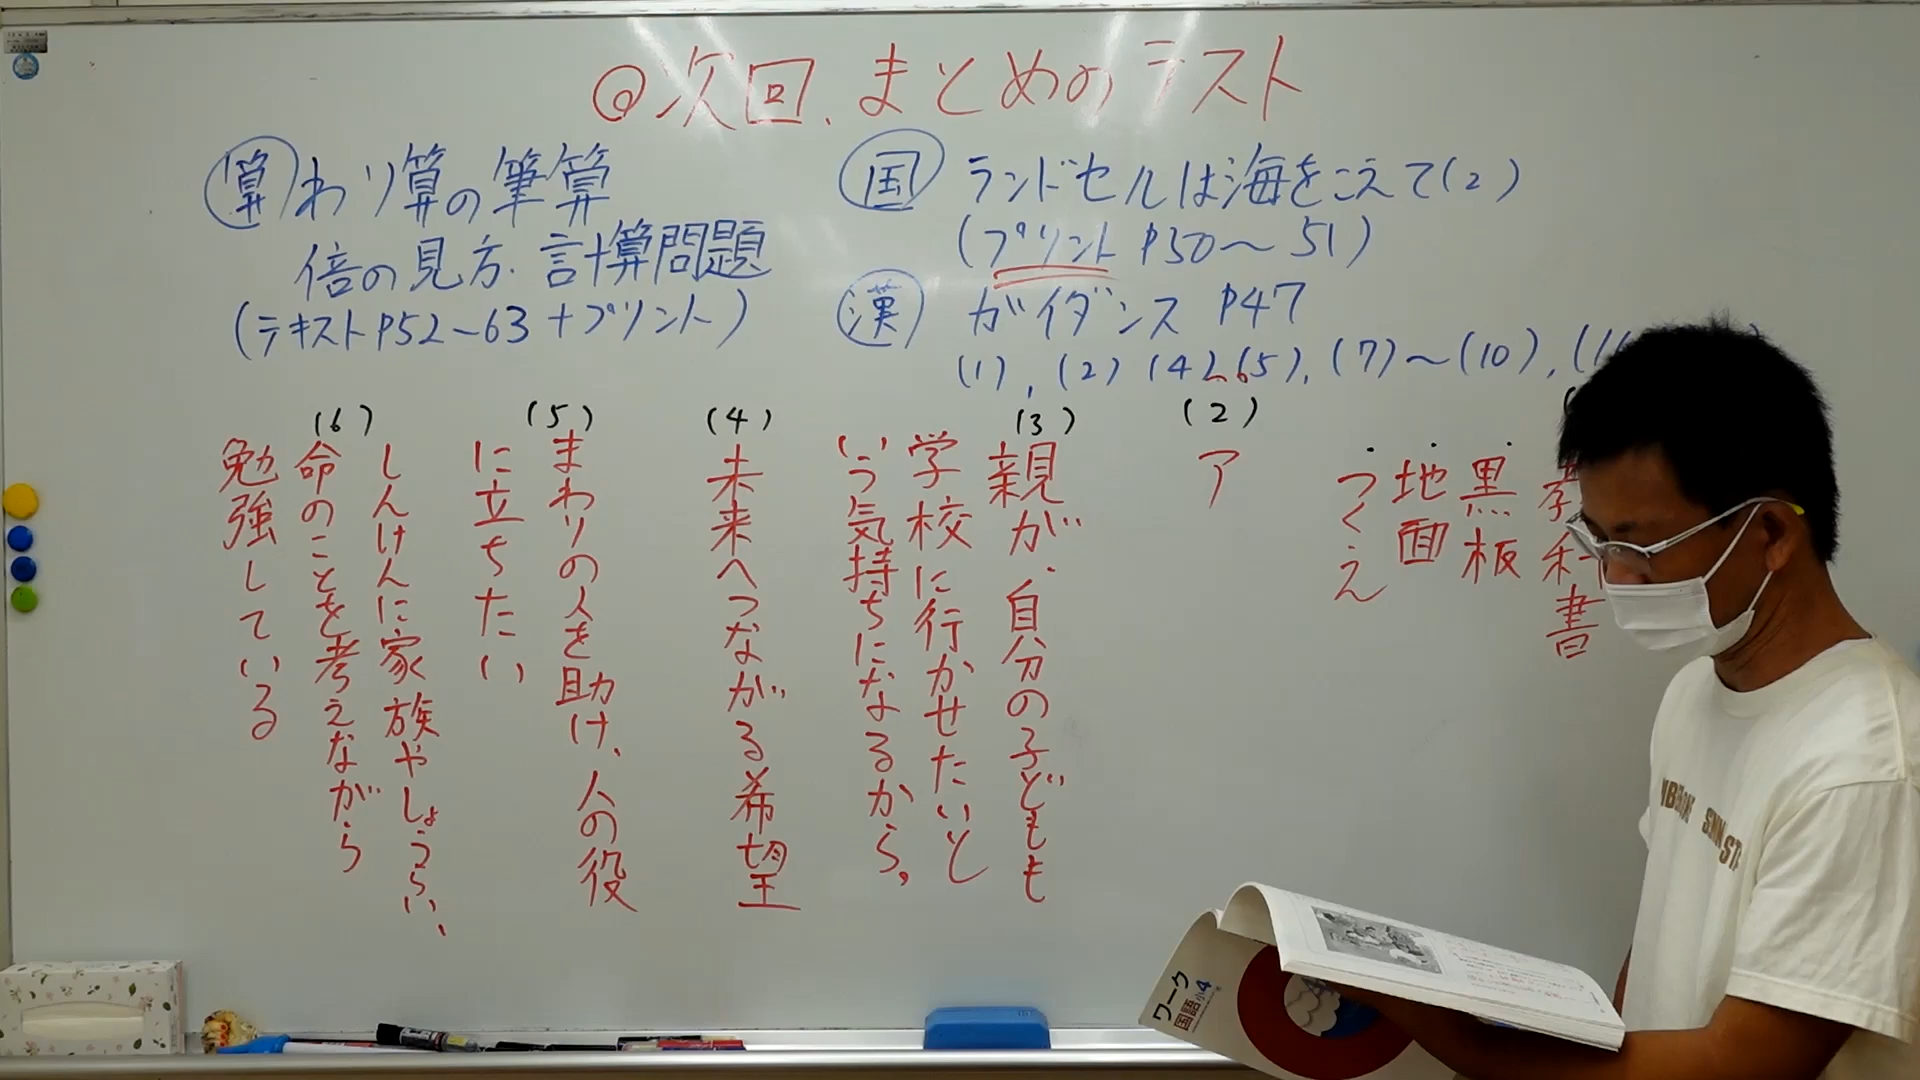 ◎次回、まとめのテスト
算 わり算の筆算
倍の見方、計算問題
(テキストP52〜63+プリント)
国 ランドセルは海をこえて(2)
(プリント P50〜51)
漢 ガイダンス P47
(1),(2)(4)(5),(7)〜(10),
教科書
・黒板
・地面
・つくえ
(2)
ア
(3)
親が、自分の子どもも
学校に行かせたいと
いう気持ちになるから。
(4)
未来へつながる希望
(5)
まわりの人を助け、人の役
に立ちたい
(6)
しんけんに家族やしょうらい、
命のことを考えながら
勉強している
ワーク
国語
小4